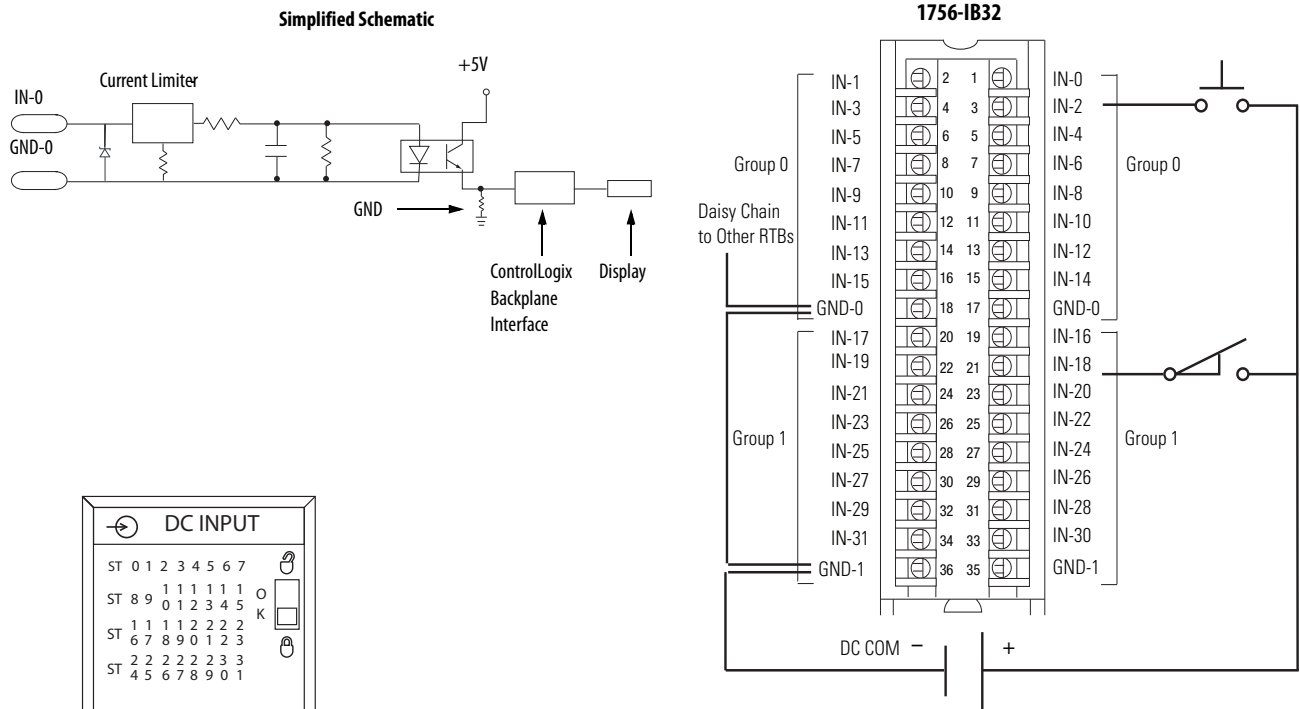 Simplified Schematic
+5V
Current Limiter
IN-0
GND-0
GND
ControlLogix
Backplane
Interface
Display
DC INPUT
ST 0 1 2 3 4 5 6 7
ST 8 9 10 11 12 13 14 15
ST 16 17 18 19 20 21 22 23
ST 24 25 26 27 28 29 30 31
O
K
1756-IB32
IN-1 2 1 IN-0
IN-3 4 3 IN-2
IN-5 6 5 IN-4
IN-7 8 7 IN-6
IN-9 10 9 IN-8
IN-11 12 11 IN-10
IN-13 14 13 IN-12
IN-15 16 15 IN-14
GND-0 18 17 GND-0
IN-17 20 19 IN-16
IN-19 22 21 IN-18
IN-21 24 23 IN-20
IN-23 26 25 IN-22
IN-25 28 27 IN-24
IN-27 30 29 IN-26
IN-29 32 31 IN-28
IN-31 34 33 IN-30
GND-1 36 35 GND-1
Group 0
Group 0
Daisy Chain
to Other RTBs
Group 1
Group 1
DC COM – +